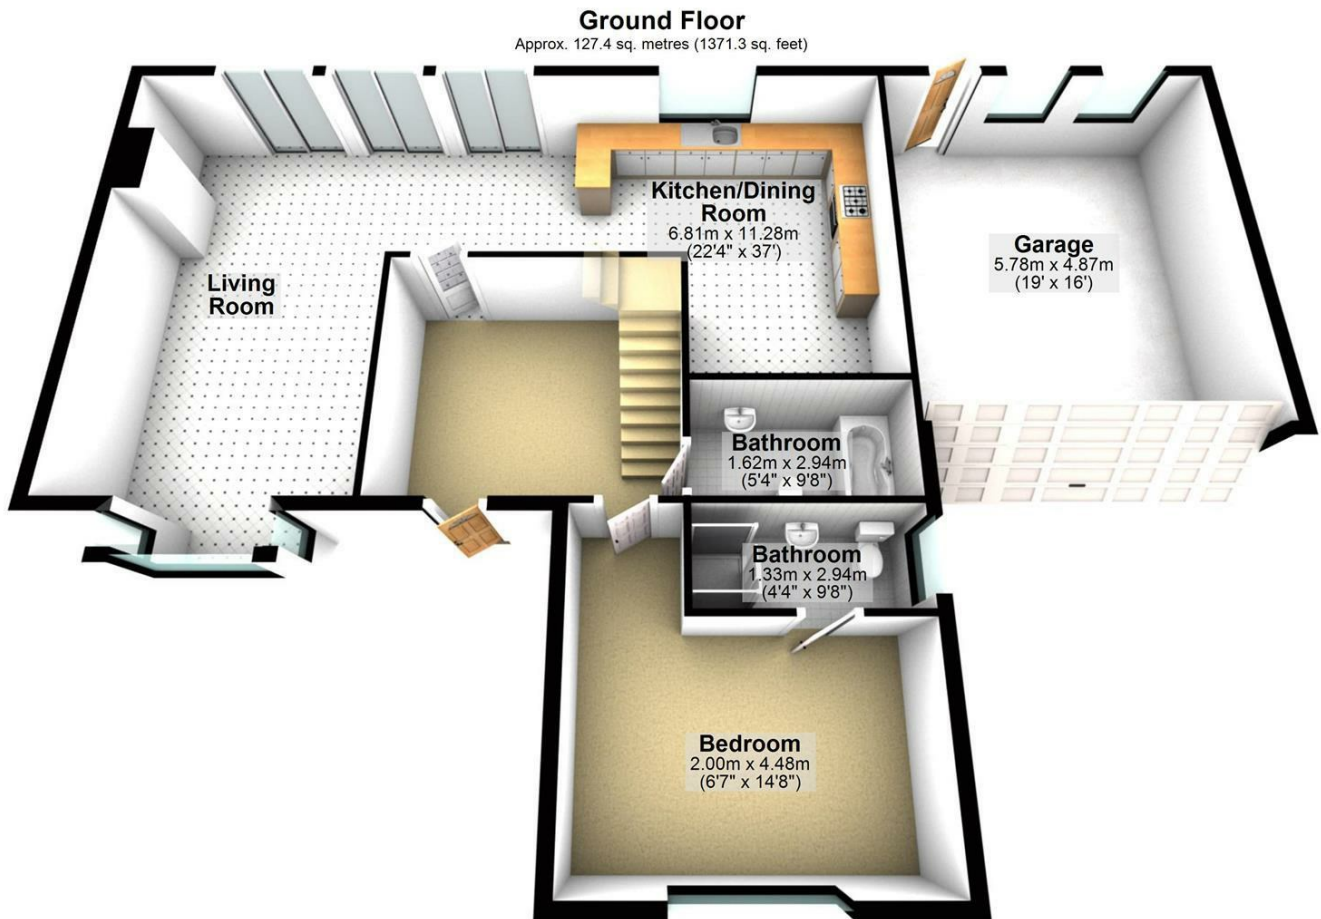 Ground Floor
Approx. 127.4 sq. metres (1371.3 sq. feet)
Kitchen/Dining
Room
6.81m x 11.28m
(22'4" x 37')
Garage
5.78m x 4.87m
(19' x 16')
Living
Room
Bathroom
1.62m x 2.94m
(5'4" x 9'8")
Bathroom
1.33m x 2.94m
(4'4" x 9'8")
Bedroom
2.00m x 4.48m
(6'7" x 14'8")